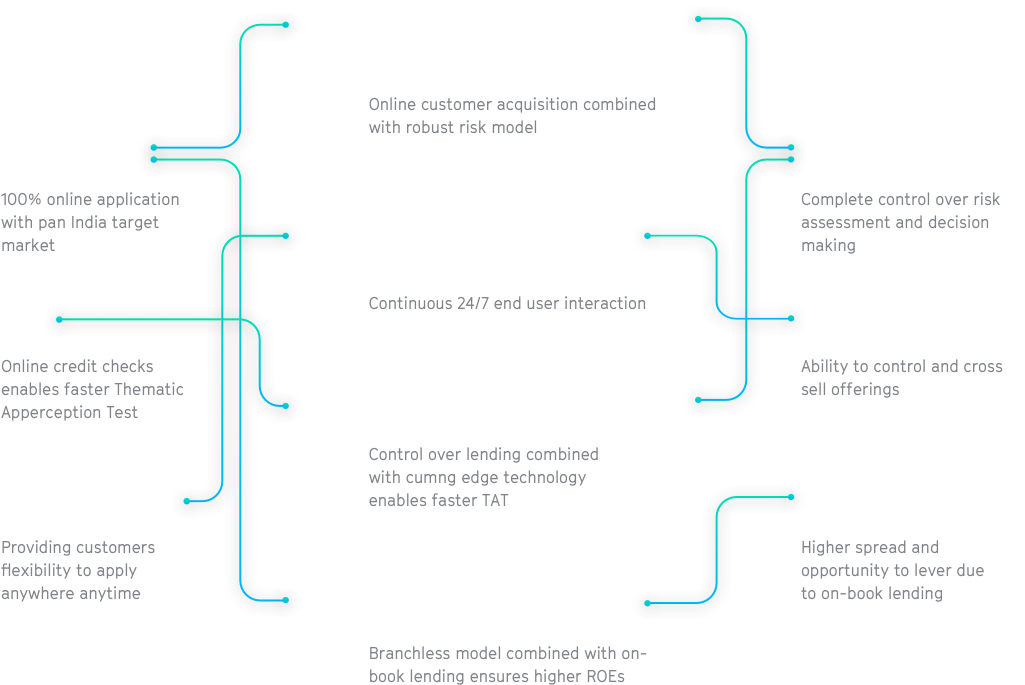 100% online application
with pan India target
market
Online credit checks
enables faster Thematic
Apperception Test
Providing customers
flexibility to apply
anywhere anytime
Online customer acquisition combined
with robust risk model
Continuous 24/7 end user interaction
Control over lending combined
with cumng edge technology
enables faster TAT
Branchless model combined with on-
book lending ensures higher ROEs
Complete control over risk
assessment and decision
making
Ability to control and cross
sell offerings
Higher spread and
opportunity to lever due
to on-book lending